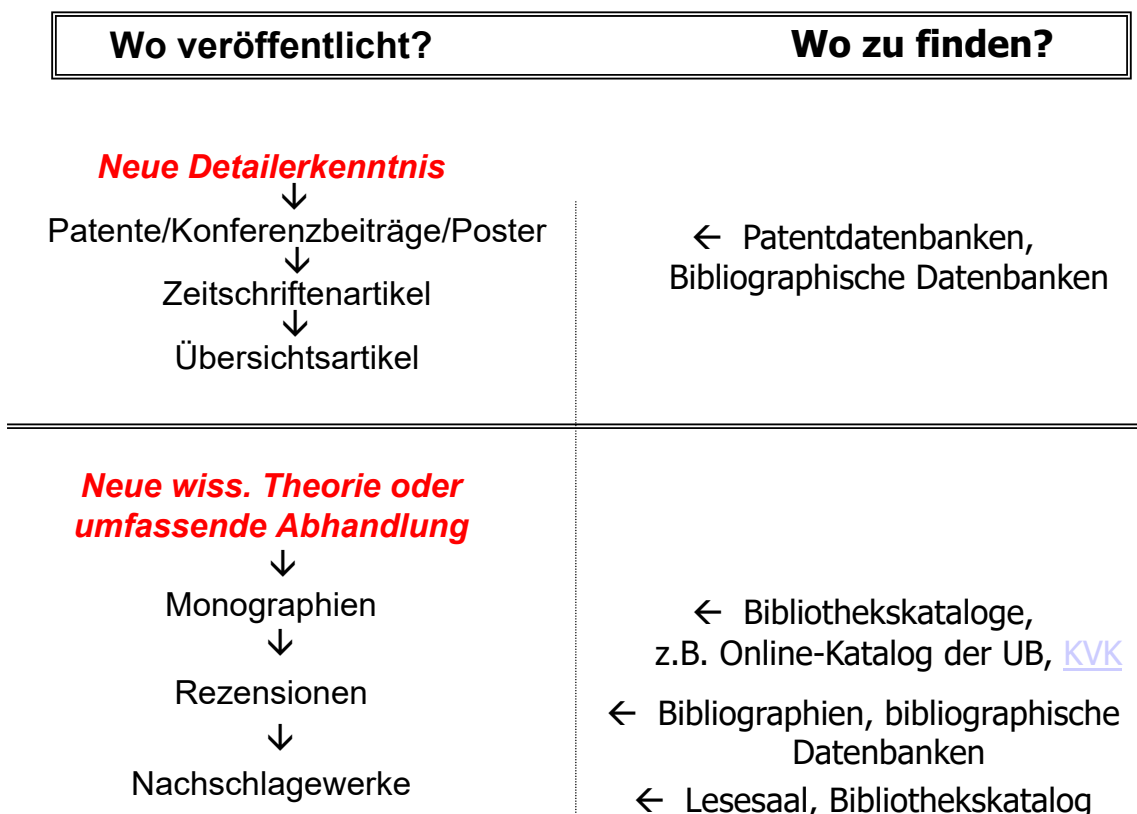 Wo veröffentlicht? Wo zu finden?
Neue Detailerkenntnis
↓
Patente/Konferenzbeiträge/Poster
↓
Zeitschriftenartikel
↓
Übersichtsartikel
← Patentdatenbanken,
Bibliographische Datenbanken
Neue wiss. Theorie oder
umfassende Abhandlung
↓
Monographien
↓
Rezensionen
↓
Nachschlagewerke
← Bibliothekskataloge,
z.B. Online-Katalog der UB, KVK
← Bibliographien, bibliographische
Datenbanken
← Lesesaal, Bibliothekskatalog